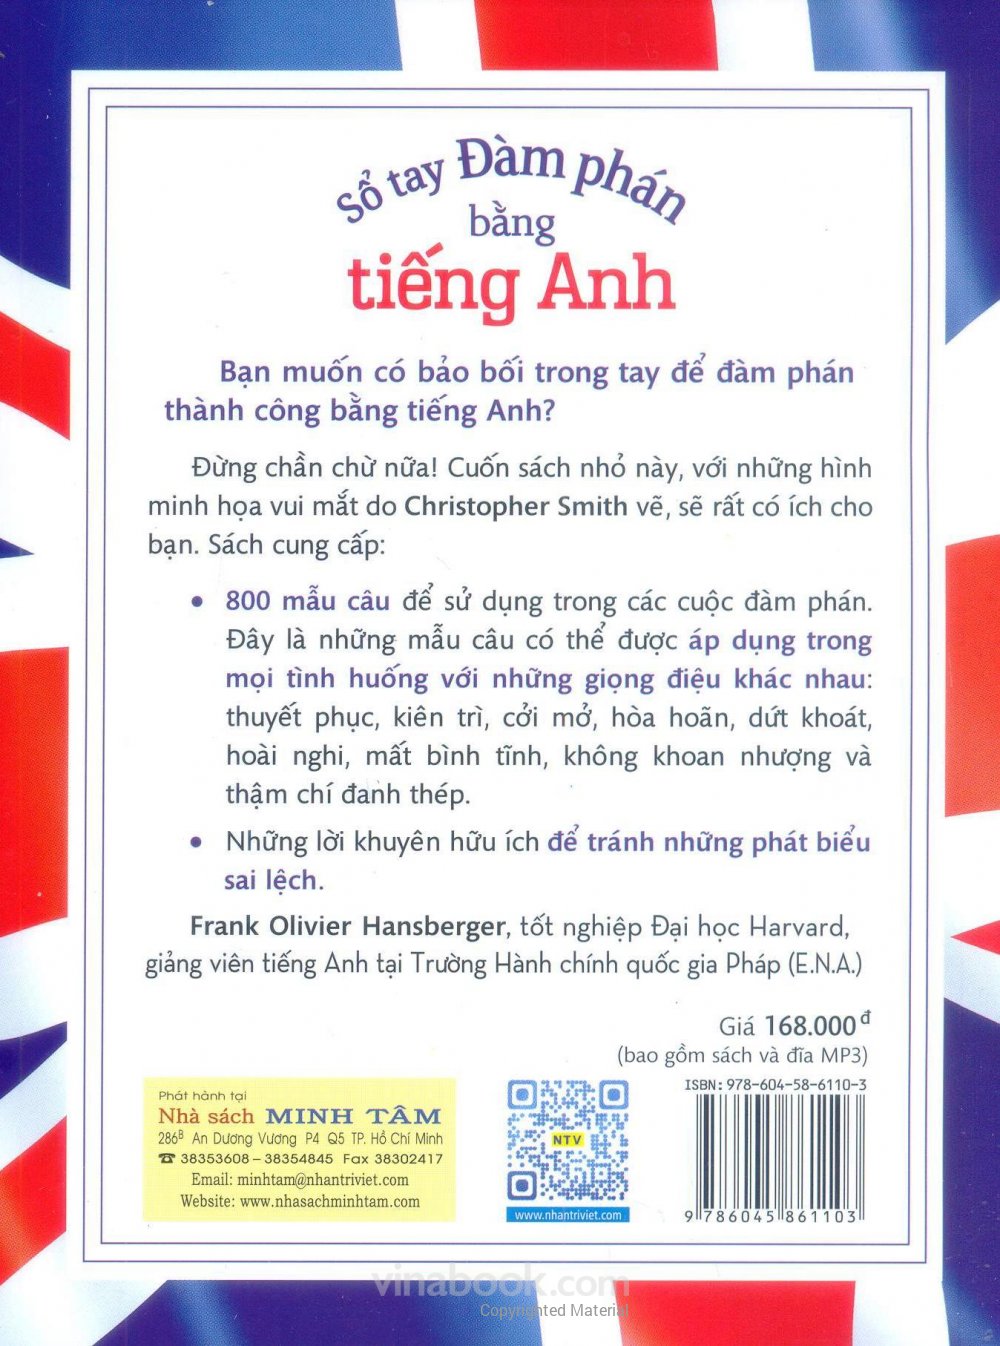 Sổ tay Đàm phán
bằng
tiếng Anh
Bạn muốn có bảo bối trong tay để đàm phán
thành công bằng tiếng Anh?
Đừng chần chừ nữa! Cuốn sách nhỏ này, với những hình
minh họa vui mắt do Christopher Smith vẽ, sẽ rất có ích cho
bạn. Sách cung cấp:
• 800 mẫu câu để sử dụng trong các cuộc đàm phán.
Đây là những mẫu câu có thể được áp dụng trong
mọi tình huống với những giọng điệu khác nhau:
thuyết phục, kiên trì, cởi mở, hòa hoãn, dứt khoát,
hoài nghi, mất bình tĩnh, không khoan nhượng và
thậm chí đanh thép.
• Những lời khuyên hữu ích để tránh những phát biểu
sai lệch.
Frank Olivier Hansberger, tốt nghiệp Đại học Harvard,
giảng viên tiếng Anh tại Trường Hành chính quốc gia Pháp (E.N.A.)
Giá 168.000đ
(bao gồm sách và đĩa MP3)
Phát hành tại
Nhà sách MINH TÂM
286B An Dương Vương P4 Q5 TP. Hồ Chí Minh
☎ 38353608 – 38354845 Fax 38302417
Email: minhtam@nhantriviet.com
Website: www.nhasachminhtam.com
NTV
www.nhantriviet.com
ISBN: 978-604-58-6110-3
9 786045 861103
vinabook.com
Copyrighted Material